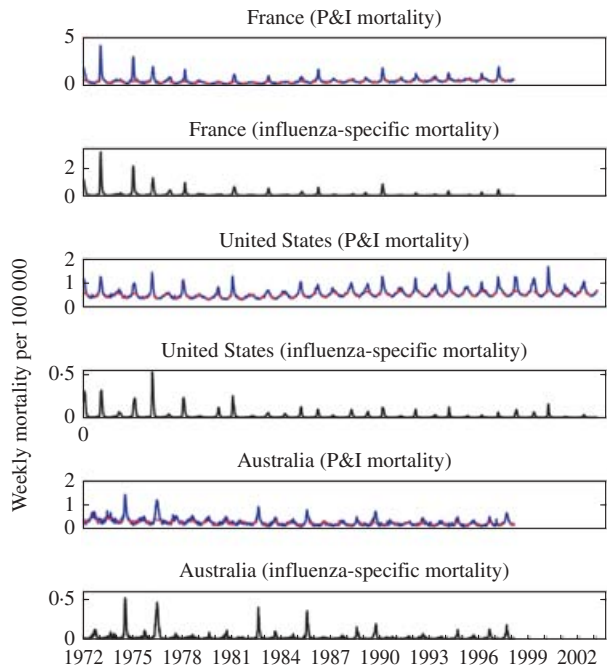 France (P&I mortality)
5
0
France (influenza-specific mortality)
2
0
United States (P&I mortality)
2
1
0
Weekly mortality per 100 000
United States (influenza-specific mortality)
0·5
0
0
Australia (P&I mortality)
2
1
0
Australia (influenza-specific mortality)
0·5
0
1972 1975 1978 1981 1984 1987 1990 1993 1996 1999 2002